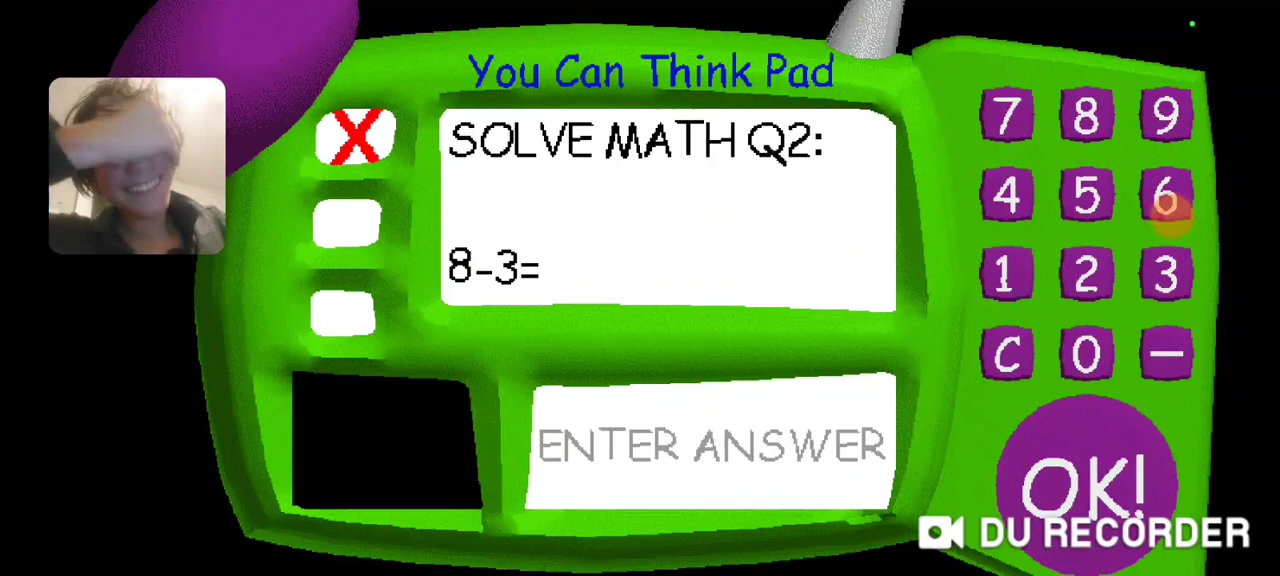 You Can Think Pad
SOLVE MATH Q2:
8-3=
ENTER ANSWER
7 8 9
4 5 6
1 2 3
C 0 -
OK!
DU RECORDER